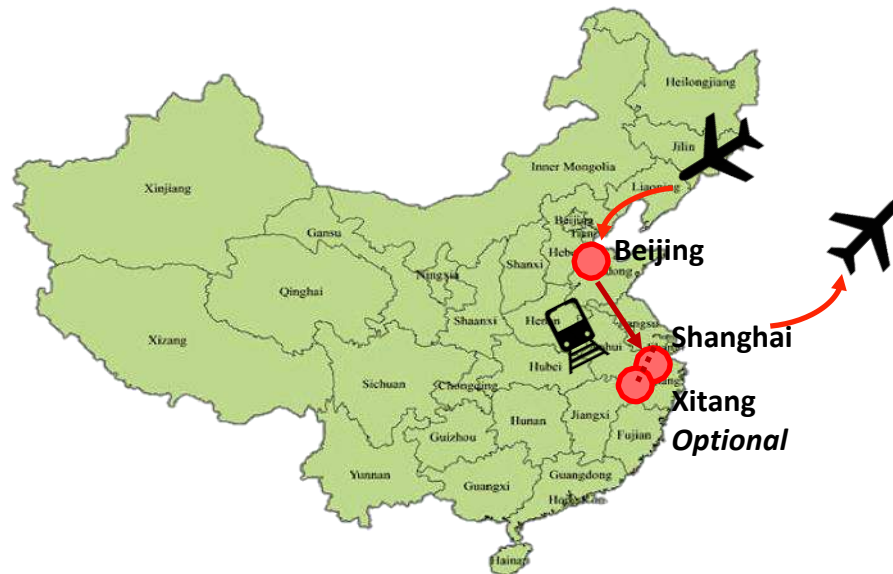 Heilongjiang
Jilin
Inner Mongolia
Liaoning
Xinjiang
Gansu
Beijing
Beijing
Shanxi
Ningxia
Qinghai
Shaanxi
Henan
Shanghai
Xizang
Hubei
Sichuan
Chongqing
Xitang
Optional
Hunan
Jiangxi
Guizhou
Fujian
Yunnan
Guangxi
Guangdong
Hainan